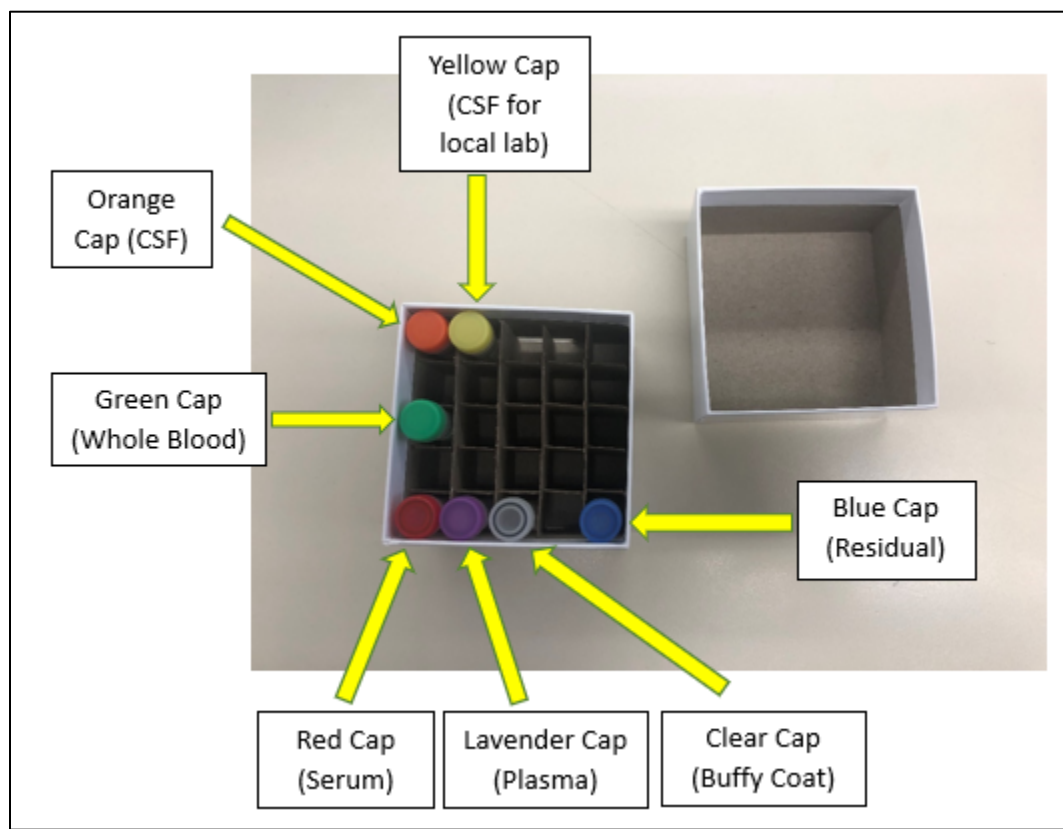 Yellow Cap
(CSF for
local lab)
Orange
Cap (CSF)
Green Cap
(Whole Blood)
Blue Cap
(Residual)
Red Cap
(Serum)
Lavender Cap
(Plasma)
Clear Cap
(Buffy Coat)